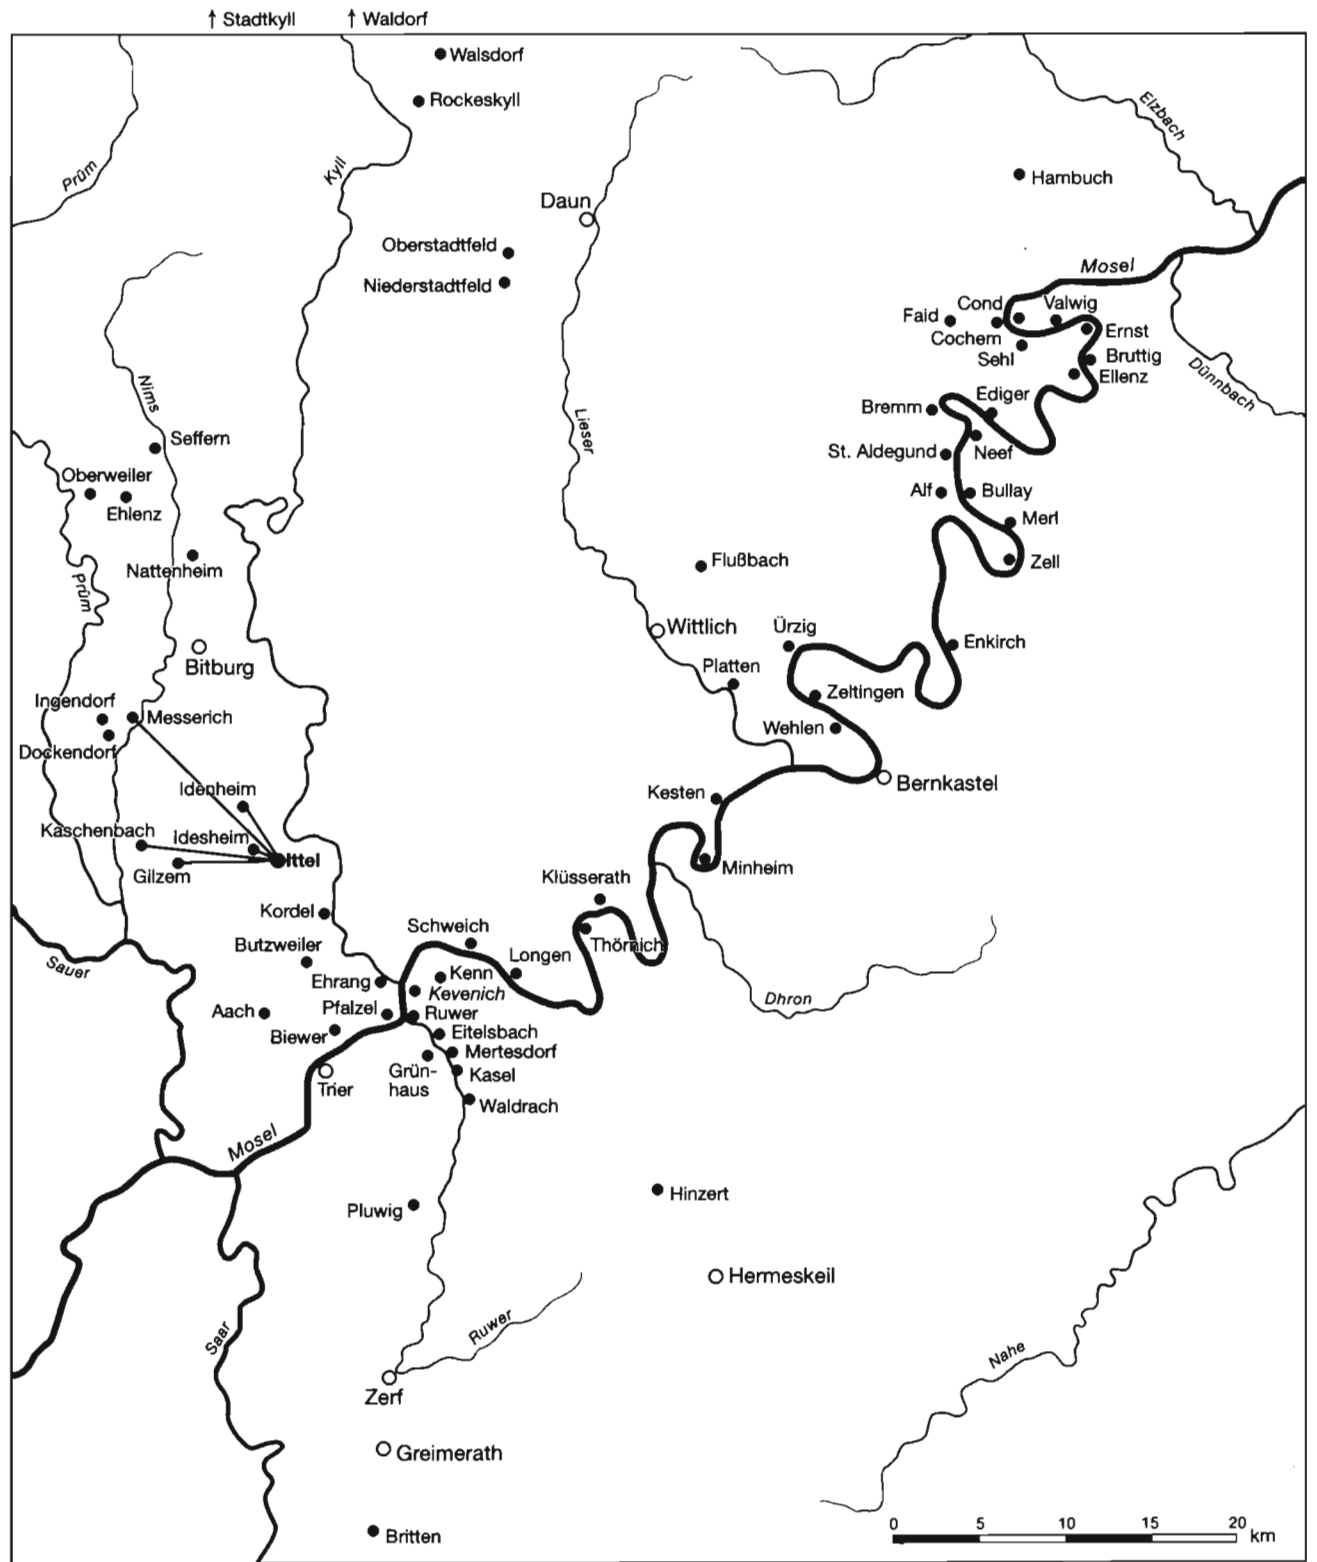 ↑ Stadtkyll
↑ Waldorf
Walsdorf
Rockeskyll
Elzbach
Prüm
Kyll
Hambuch
Daun
Oberstadtfeld
Niederstadtfeld
Mosel
Cond
Valwig
Faid
Cochem
Ernst
Sehl
Bruttig
Ellenz
Dünnbach
Nims
Ediger
Bremm
Lieser
Seffern
Neef
St. Aldegund
Oberweiler
Ehlenz
Alf
Bullay
Merl
Nattenheim
Flußbach
Zell
Prüm
Wittlich
Ürzig
Enkirch
Bitburg
Platten
Zeltingen
Ingendorf
Messerich
Wehlen
Dockendorf
Bernkastel
Idenheim
Kesten
Kaschenbach
Idesheim
Ittel
Gilzem
Minheim
Klüsserath
Kordel
Schweich
Thörnich
Butzweiler
Longen
Sauer
Ehrang
Kenn
Kevenich
Dhron
Aach
Pfalzel
Ruwer
Biewer
Eitelsbach
Mertesdorf
Grün-
haus
Kasel
Trier
Waldrach
Mosel
Hinzert
Pluwig
Hermeskeil
Saar
Ruwer
Nahe
Zerf
Greimerath
Britten
0 5 10 15 20
km